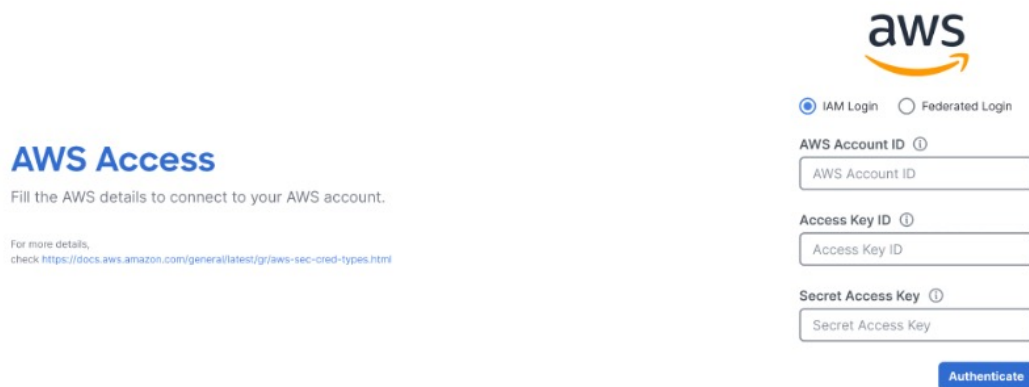 AWS Access
Fill the AWS details to connect to your AWS account.
For more details,
check https://docs.aws.amazon.com/general/latest/gr/aws-sec-cred-types.html
aws
IAM Login Federated Login
AWS Account ID
AWS Account ID
Access Key ID
Access Key ID
Secret Access Key
Secret Access Key
Authenticate